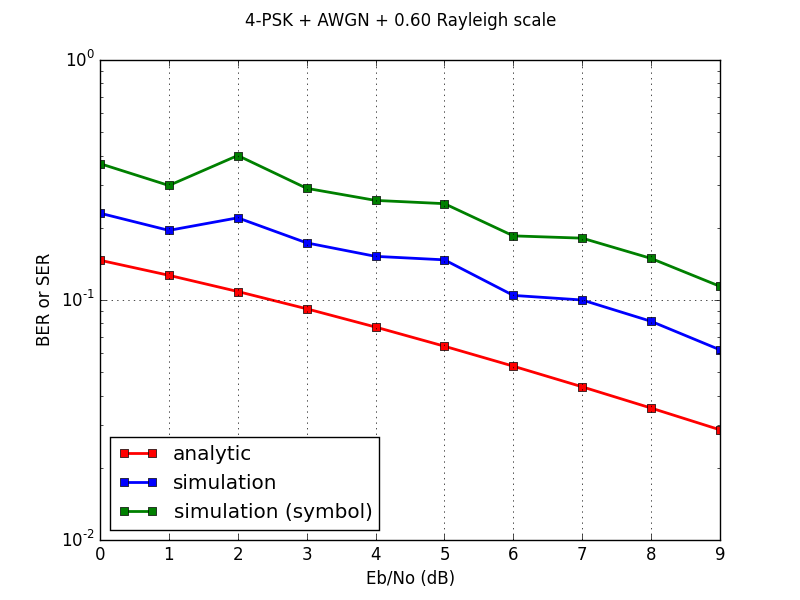 4-PSK + AWGN + 0.60 Rayleigh scale
10^0
10^-1
10^-2
BER or SER
analytic
simulation
simulation (symbol)
0 1 2 3 4 5 6 7 8 9
Eb/No (dB)